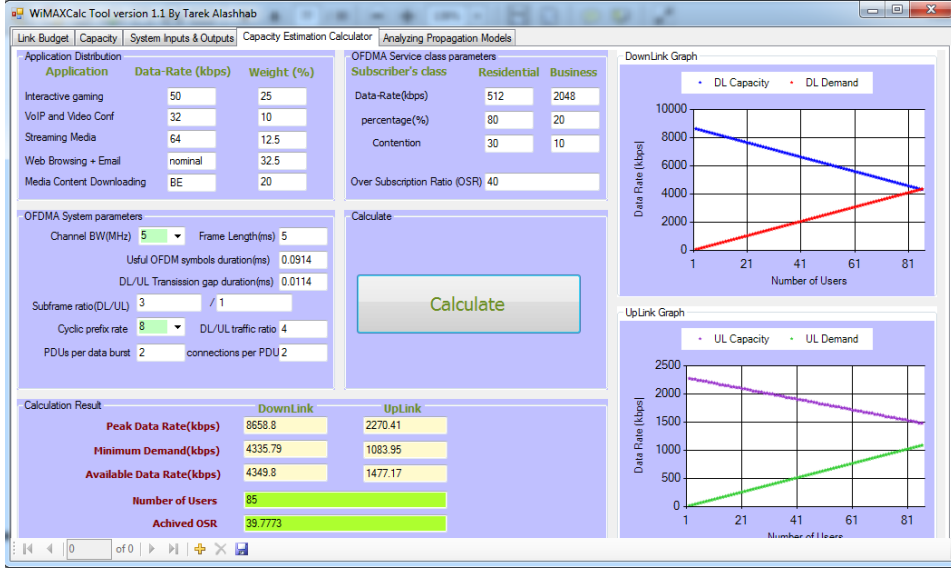 WiMAXCalc Tool version 1.1 By Tarek Alashhab
Link Budget Capacity System Inputs & Outputs Capacity Estimation Calculator Analyzing Propagation Models
Application Distribution
Application Data-Rate (kbps) Weight (%)
Interactive gaming 50 25
VoIP and Video Conf 32 10
Streaming Media 64 12.5
Web Browsing + Email nominal 32.5
Media Content Downloading BE 20
OFDMA Service class parameters
Subscriber's class Residential Business
Data-Rate(kbps) 512 2048
percentage(%) 80 20
Contention 30 10
Over Subscription Ratio (OSR) 40
OFDMA System parameters
Channel BW(MHz) 5 Frame Length(ms) 5
Usful OFDM symbols duration(ms) 0.0914
DL/UL Transission gap duration(ms) 0.0114
Subframe ratio(DL/UL) 3 / 1
Cyclic prefix rate 8 DL/UL traffic ratio 4
PDUs per data burst 2 connections per PDU 2
Calculate
Calculate
Calculation Result
DownLink UpLink
Peak Data Rate(kbps) 8658.8 2270.41
Minimum Demand(kbps) 4335.79 1083.95
Available Data Rate(kbps) 4349.8 1477.17
Number of Users 85
Achived OSR 39.7773
0 of 0
DownLink Graph
DL Capacity DL Demand
Data Rate [kbps]
10000
8000
6000
4000
2000
0
1 21 41 61 81
Number of Users
UpLink Graph
UL Capacity UL Demand
Data Rate [kbps]
2500
2000
1500
1000
500
0
1 21 41 61 81
Number of Users